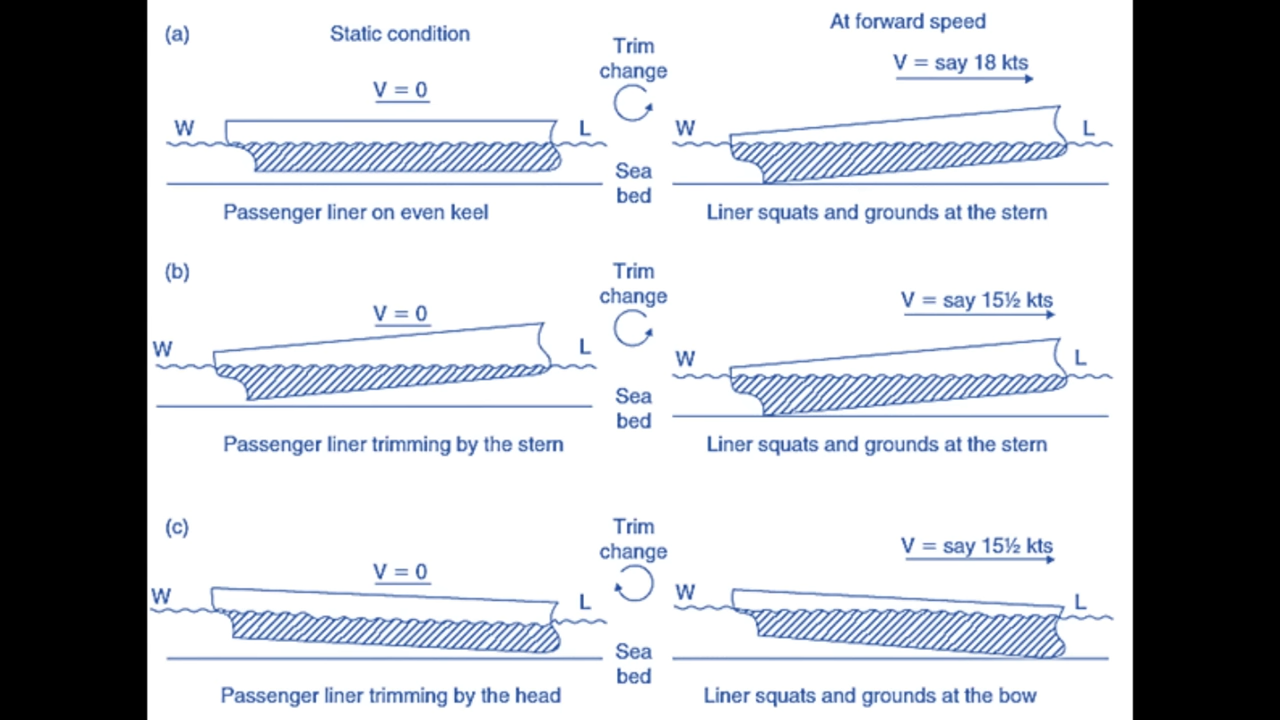 (a)
Static condition
At forward speed
Trim
change
V = 0
V = say 18 kts
W
L
W
L
Sea
bed
Passenger liner on even keel
Liner squats and grounds at the stern
(b)
Trim
change
V = 0
V = say 15½ kts
W
L
W
L
Sea
bed
Passenger liner trimming by the stern
Liner squats and grounds at the stern
(c)
Trim
change
V = 0
V = say 15½ kts
W
L
W
L
Sea
bed
Passenger liner trimming by the head
Liner squats and grounds at the bow